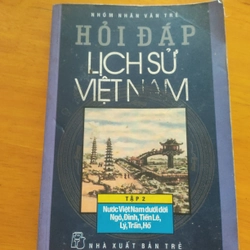 NHÓM NHÂN VĂN TRẺ
HỎI ĐÁP
LỊCH SỬ
VIỆT NAM
TẬP 2
Nước Việt Nam dưới đời
Ngô, Đinh, Tiền Lê,
Lý, Trần, Hồ
NHÀ XUẤT BẢN TRẺ